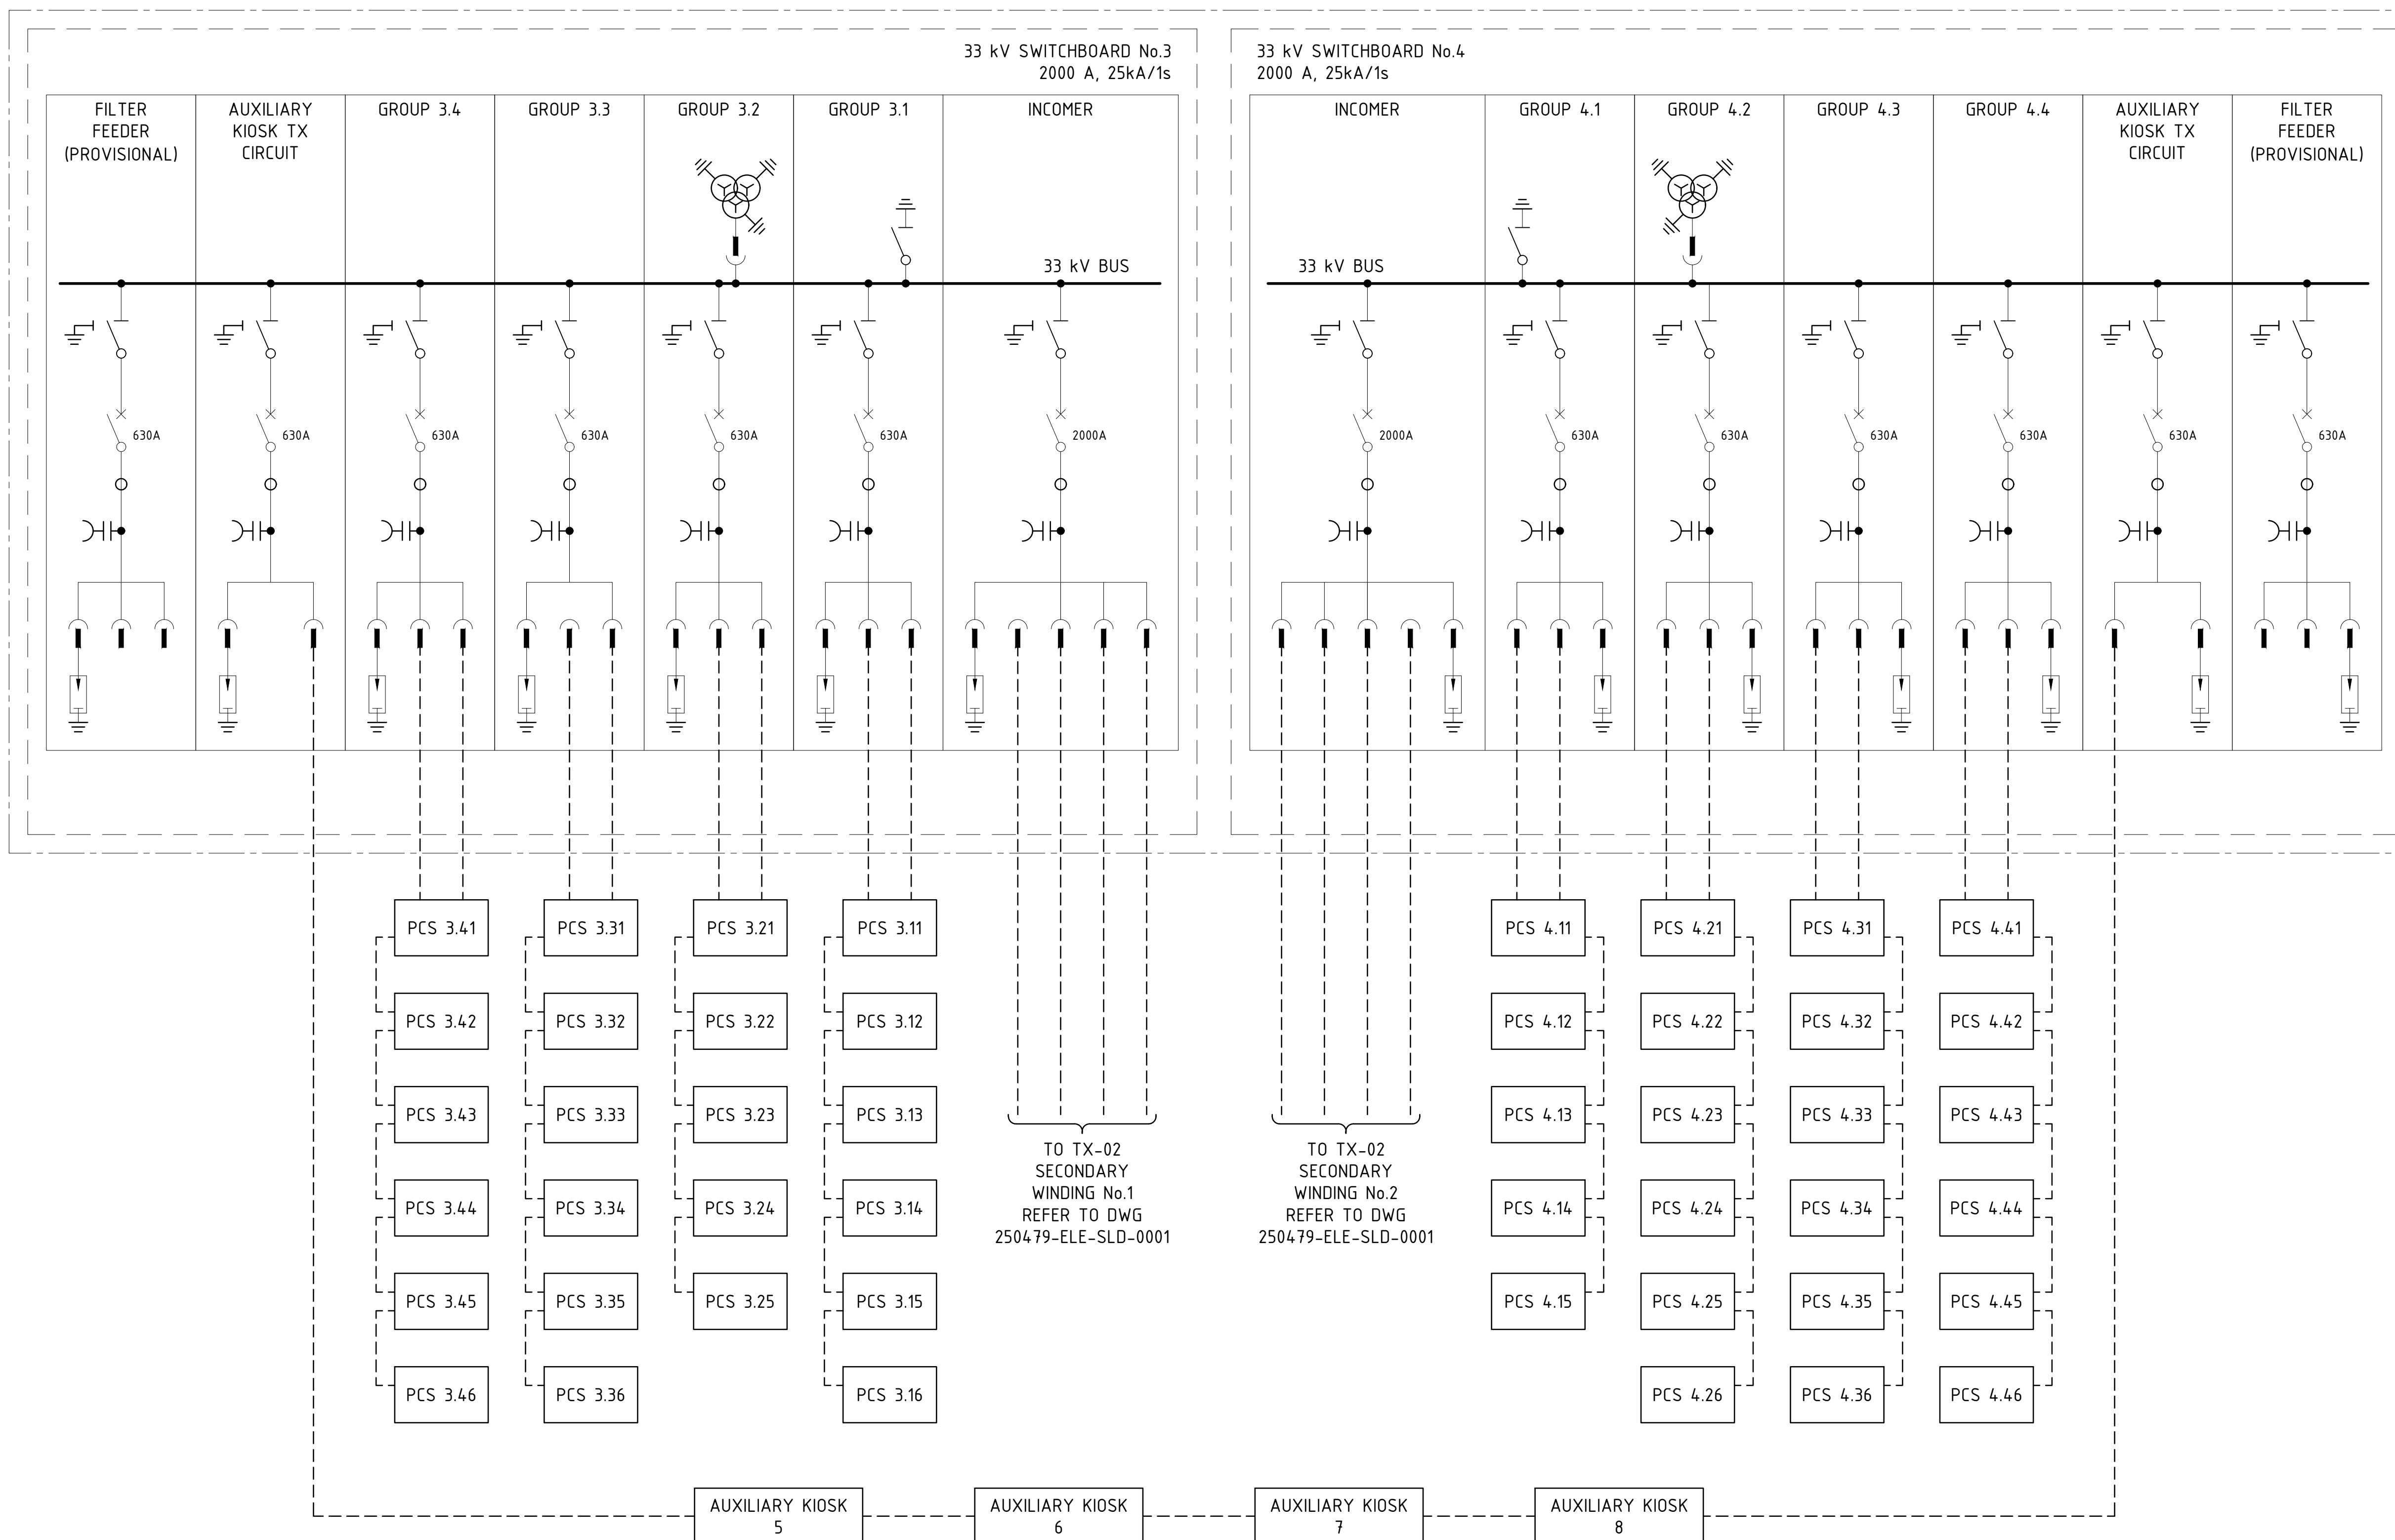 33 kV SWITCHBOARD No.3
2000 A, 25kA/1s
FILTER
FEEDER
(PROVISIONAL)
AUXILIARY
KIOSK TX
CIRCUIT
GROUP 3.4
GROUP 3.3
GROUP 3.2
GROUP 3.1
INCOMER
33 kV BUS
630A
630A
630A
630A
630A
630A
2000A
33 kV SWITCHBOARD No.4
2000 A, 25kA/1s
INCOMER
GROUP 4.1
GROUP 4.2
GROUP 4.3
GROUP 4.4
AUXILIARY
KIOSK TX
CIRCUIT
FILTER
FEEDER
(PROVISIONAL)
33 kV BUS
2000A
630A
630A
630A
630A
630A
630A
PCS 3.41
PCS 3.42
PCS 3.43
PCS 3.44
PCS 3.45
PCS 3.46
PCS 3.31
PCS 3.32
PCS 3.33
PCS 3.34
PCS 3.35
PCS 3.36
PCS 3.21
PCS 3.22
PCS 3.23
PCS 3.24
PCS 3.25
PCS 3.11
PCS 3.12
PCS 3.13
PCS 3.14
PCS 3.15
PCS 3.16
TO TX-02
SECONDARY
WINDING No.1
REFER TO DWG
250479-ELE-SLD-0001
TO TX-02
SECONDARY
WINDING No.2
REFER TO DWG
250479-ELE-SLD-0001
PCS 4.11
PCS 4.12
PCS 4.13
PCS 4.14
PCS 4.15
PCS 4.21
PCS 4.22
PCS 4.23
PCS 4.24
PCS 4.25
PCS 4.26
PCS 4.31
PCS 4.32
PCS 4.33
PCS 4.34
PCS 4.35
PCS 4.36
PCS 4.41
PCS 4.42
PCS 4.43
PCS 4.44
PCS 4.45
PCS 4.46
AUXILIARY KIOSK
5
AUXILIARY KIOSK
6
AUXILIARY KIOSK
7
AUXILIARY KIOSK
8